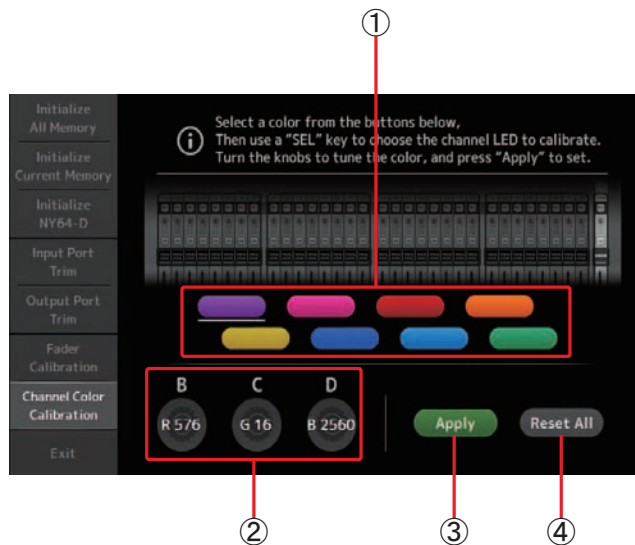 ①
Initialize
All Memory
Initialize
Current Memory
Initialize
NY64-D
Input Port
Trim
Output Port
Trim
Fader
Calibration
Channel Color
Calibration
Exit
Select a color from the buttons below,
Then use a "SEL" key to choose the channel LED to calibrate.
Turn the knobs to tune the color, and press "Apply" to set.
B C D
R 576 G 16 B 2560
Apply Reset All
② ③ ④